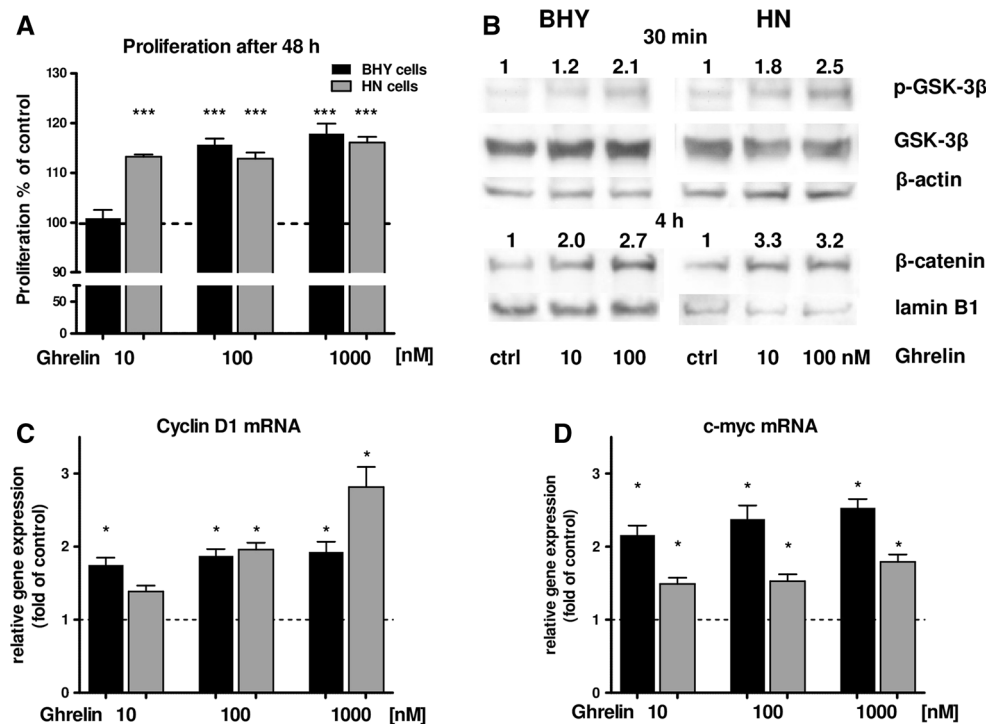 A
Proliferation after 48 h
BHY cells
HN cells
Proliferation % of control
130
120
110
100
90
50
0
*** *** *** *** ***
Ghrelin 10 100 1000 [nM]
B
BHY HN
30 min
1 1.2 2.1 1 1.8 2.5
p-GSK-3β
GSK-3β
β-actin
4 h
1 2.0 2.7 1 3.3 3.2
β-catenin
lamin B1
ctrl 10 100 ctrl 10 100 nM Ghrelin
C
Cyclin D1 mRNA
relative gene expression
(fold of control)
3
2
1
0
* * * * *
Ghrelin 10 100 1000 [nM]
D
c-myc mRNA
relative gene expression
(fold of control)
3
2
1
0
* * * * * *
Ghrelin 10 100 1000 [nM]